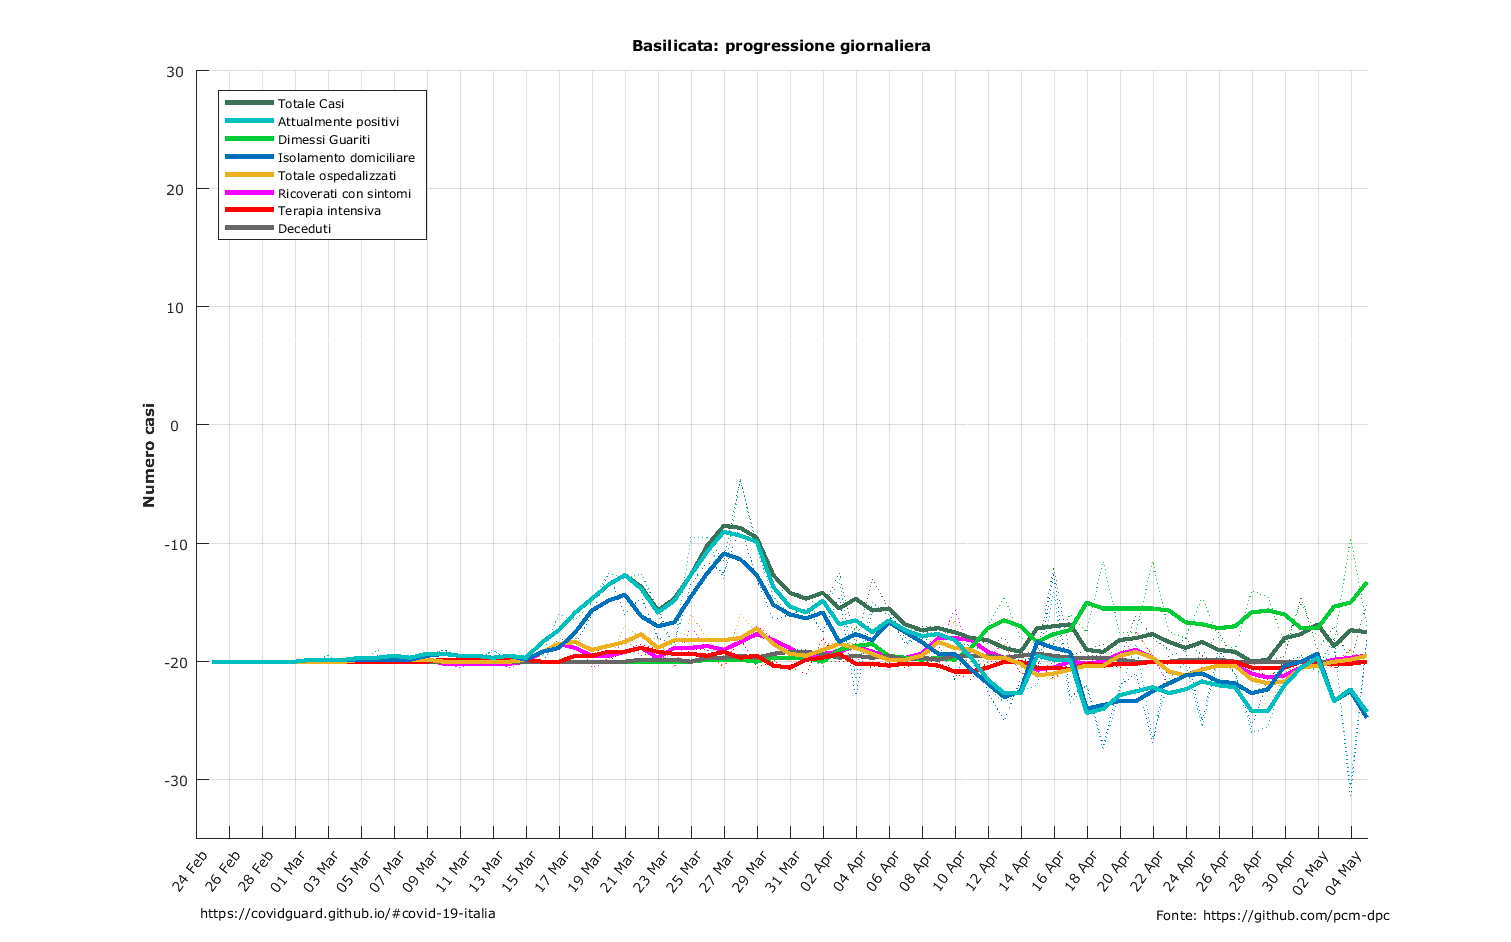 Basilicata: progressione giornaliera
30
20
10
0
-10
-20
-30
Numero casi
Totale Casi
Attualmente positivi
Dimessi Guariti
Isolamento domiciliare
Totale ospedalizzati
Ricoverati con sintomi
Terapia intensiva
Deceduti
24 Feb
26 Feb
28 Feb
01 Mar
03 Mar
05 Mar
07 Mar
09 Mar
11 Mar
13 Mar
15 Mar
17 Mar
19 Mar
21 Mar
23 Mar
25 Mar
27 Mar
29 Mar
31 Mar
02 Apr
04 Apr
06 Apr
08 Apr
10 Apr
12 Apr
14 Apr
16 Apr
18 Apr
20 Apr
22 Apr
24 Apr
26 Apr
28 Apr
30 Apr
02 May
04 May
https://covidguard.github.io/#covid-19-italia
Fonte: https://github.com/pcm-dpc